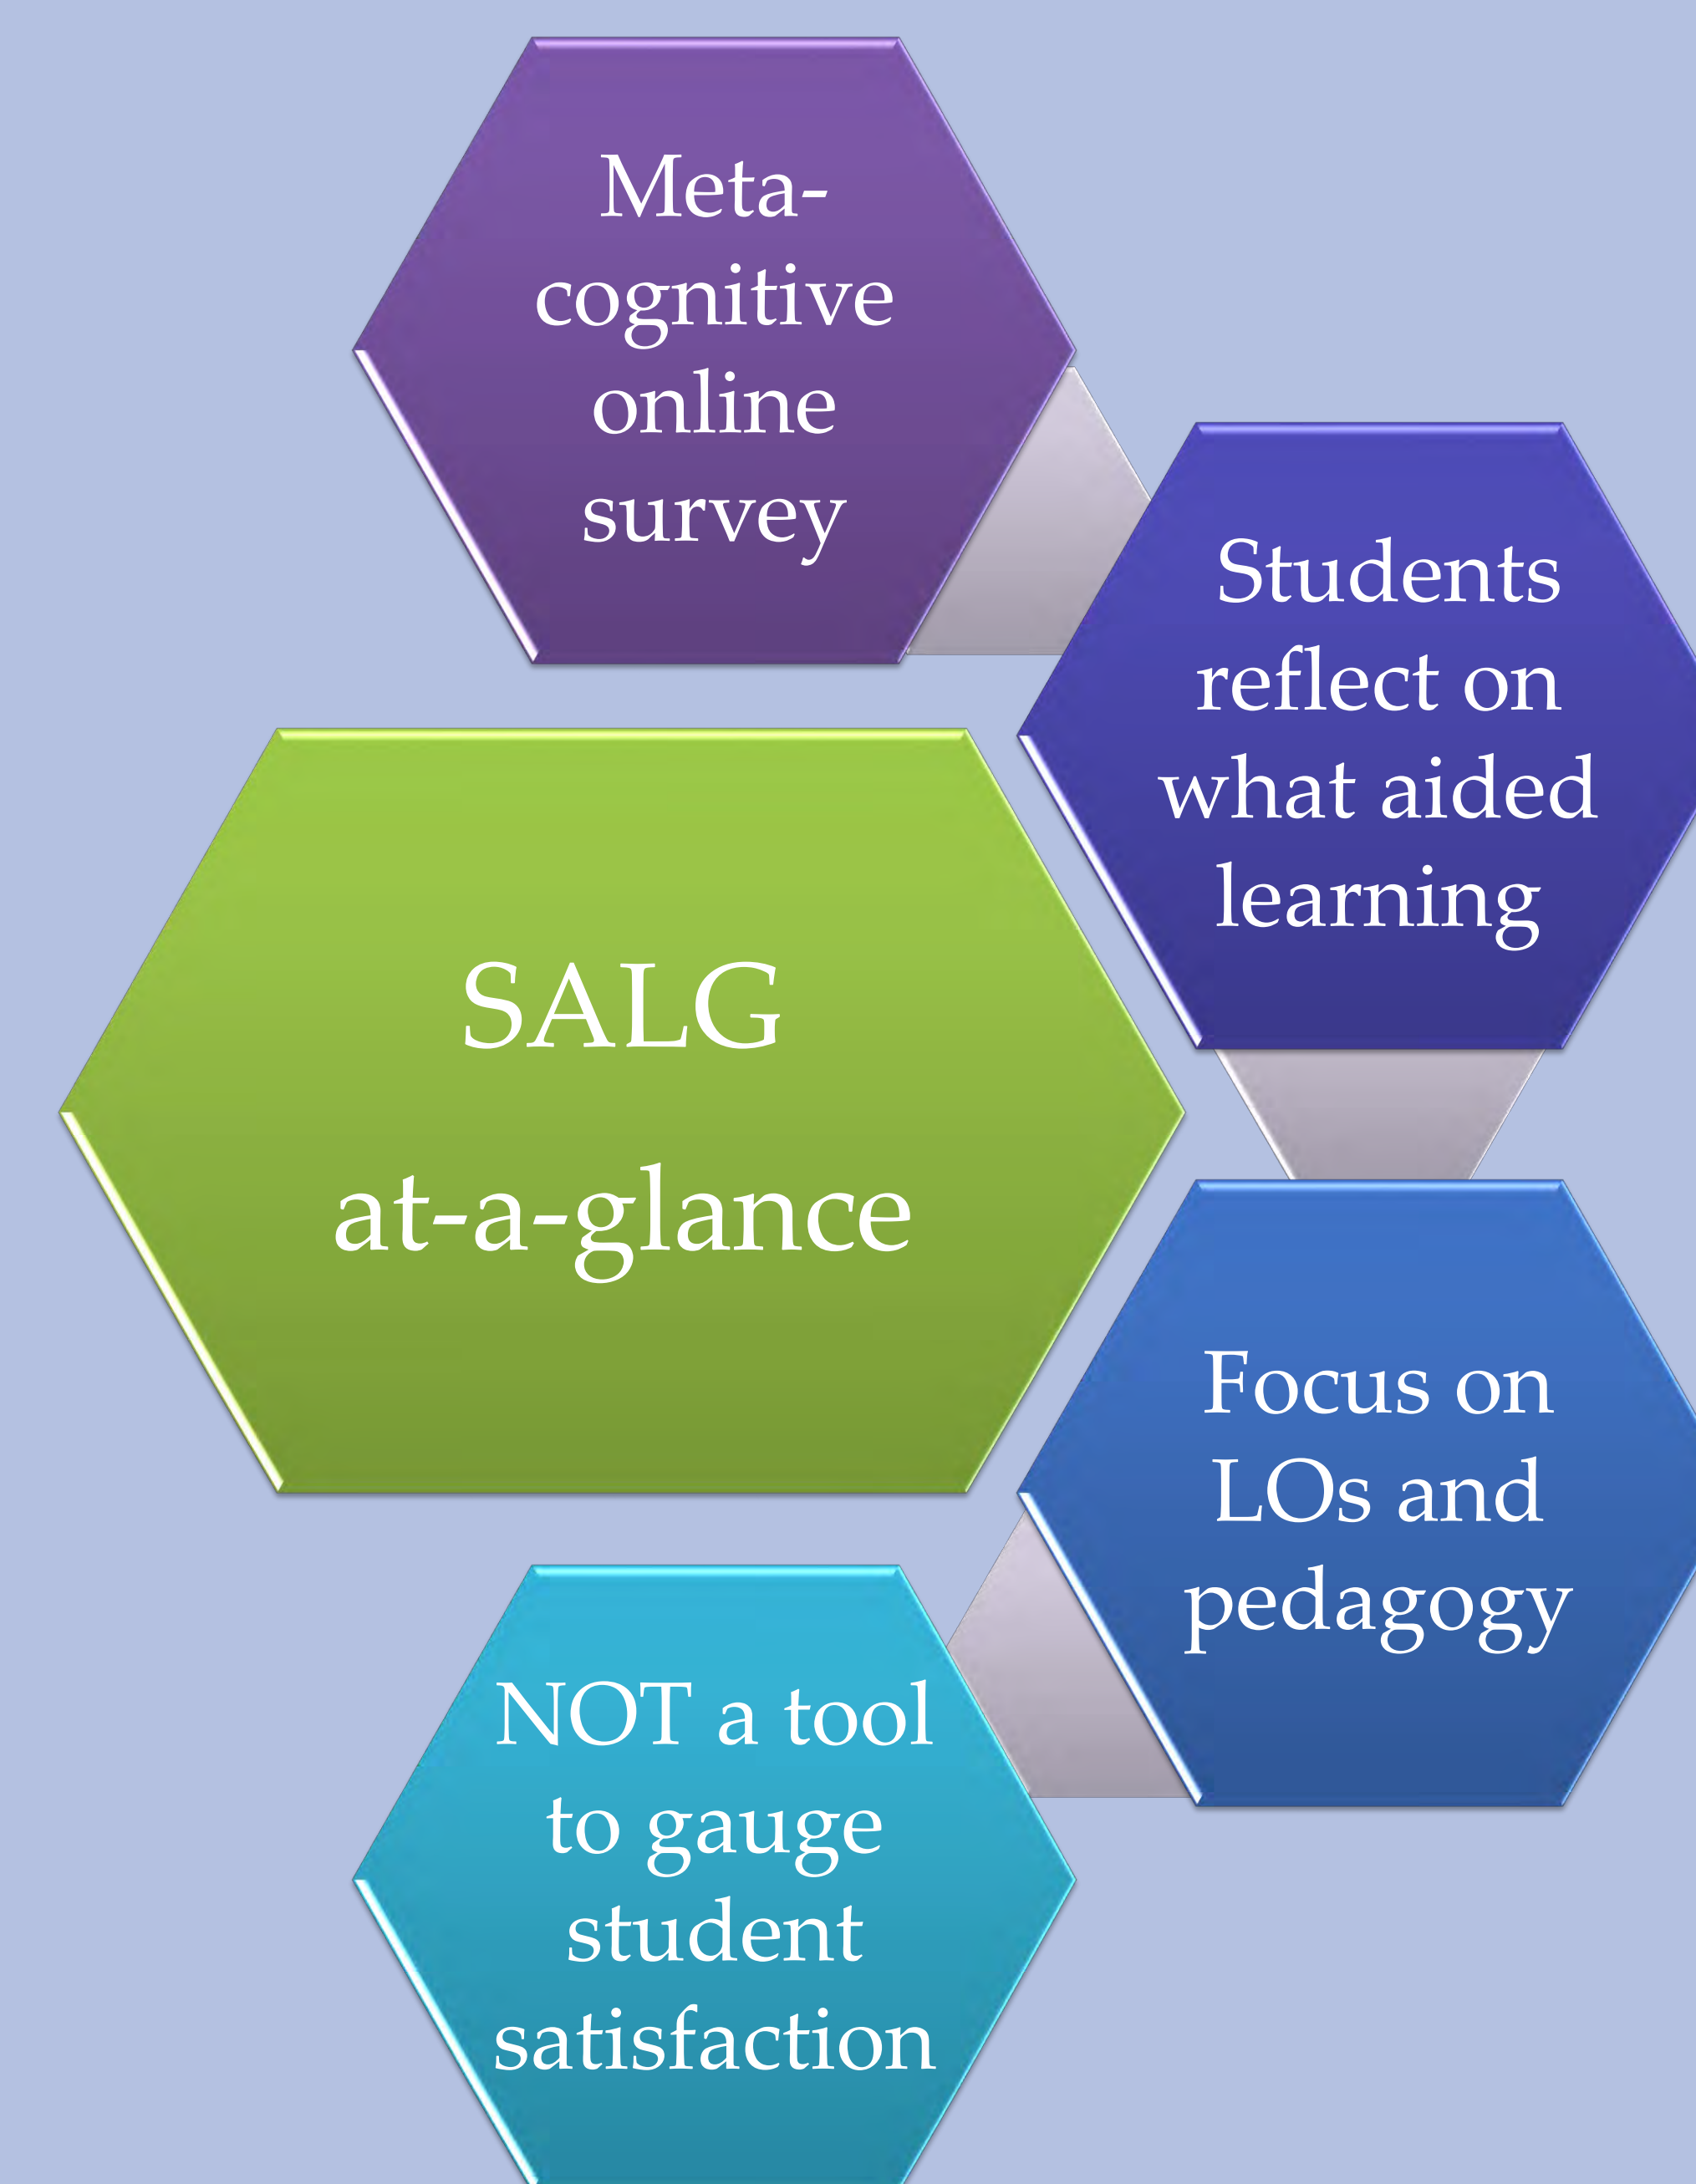 Meta-
cognitive
online
survey
Students
reflect on
what aided
learning
SALG
at-a-glance
Focus on
LOs and
pedagogy
NOT a tool
to gauge
student
satisfaction